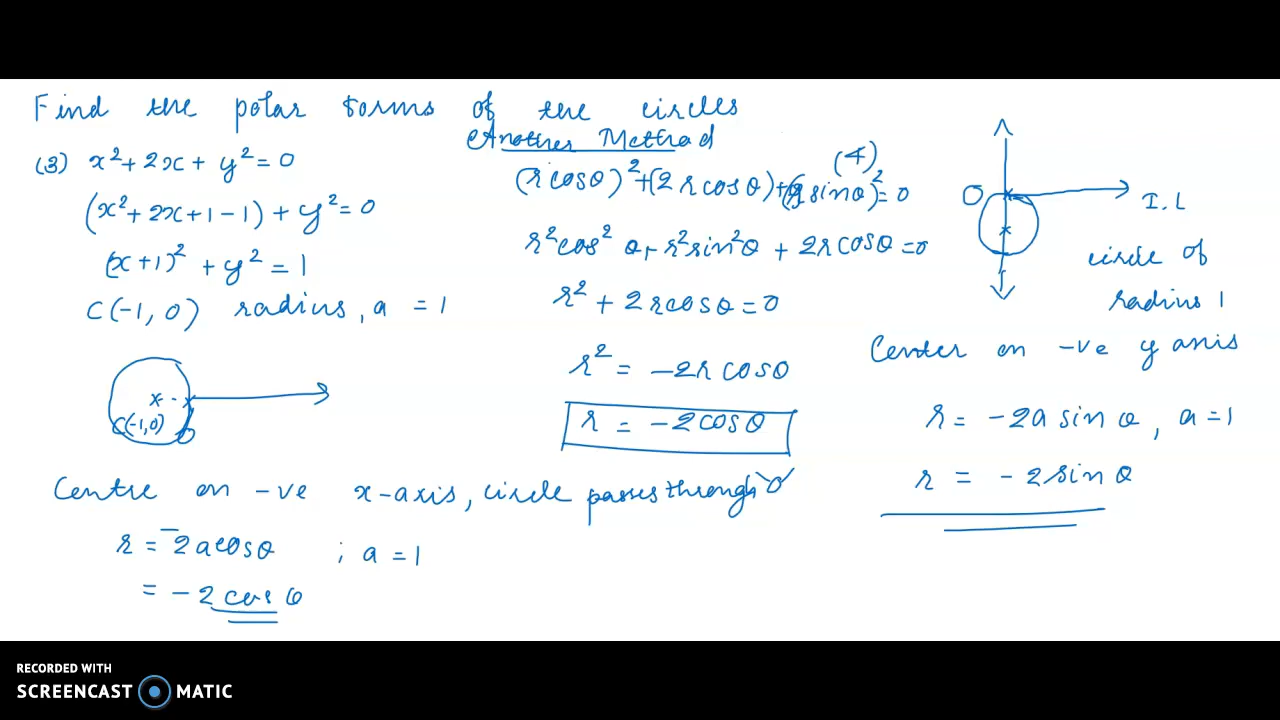 Find the polar forms of the circles
(3) x² + 2x + y² = 0
(x² + 2x + 1 - 1) + y² = 0
(x + 1)² + y² = 1
C(-1, 0) radius, a = 1
C(-1,0)
O
Centre on -ve x-axis, circle passes through O
r = -2a cos θ ; a = 1
= -2 cos θ
Another Method
(r cos θ)² + (2 r cos θ) + (r sin θ)² = 0
r² cos² θ + r² sin² θ + 2r cos θ = 0
r² + 2r cos θ = 0
r² = -2r cos θ
r = -2 cos θ
(4)
O
I.L
circle of
radius 1
Center on -ve y axis
r = -2a sin θ, a = 1
r = -2 sin θ
RECORDED WITH
SCREENCAST MATIC